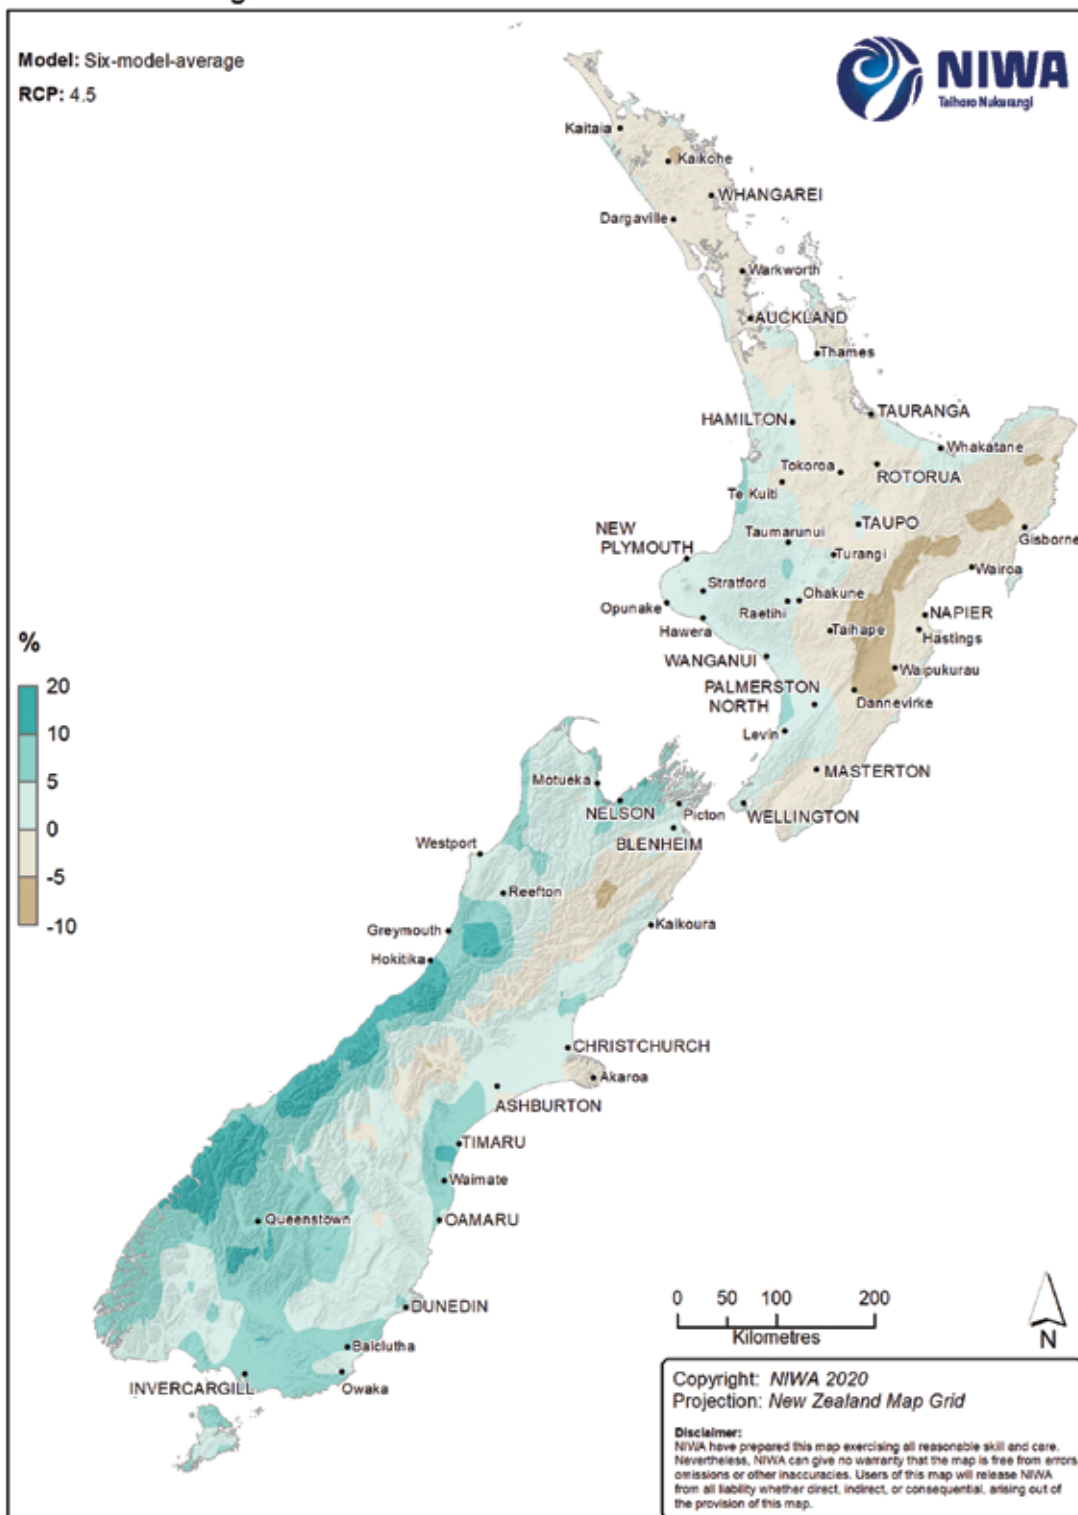 Model: Six-model-average
RCP: 4.5
NIWA
Taihoro Nukurangi
Kaitaia
Kaikohe
WHANGAREI
Dargaville
Warkworth
AUCKLAND
Thames
TAURANGA
HAMILTON
Whakatane
Tokoroa
ROTORUA
Te Kuiti
TAUPO
NEW
PLYMOUTH
Taumarunui
Gisborne
Turangi
Wairoa
Stratford
Ohakune
Opunake
Raetihi
NAPIER
Hawera
Taihape
Hastings
WANGANUI
Waipukurau
PALMERSTON
NORTH
Dannevirke
Levin
MASTERTON
Motueka
NELSON
Picton
WELLINGTON
BLENHEIM
Westport
Reefton
Greymouth
Kaikoura
Hokitika
CHRISTCHURCH
Akaroa
ASHBURTON
TIMARU
Waimate
Queenstown
OAMARU
DUNEDIN
Balclutha
INVERCARGILL
Owaka
%
20
10
5
0
-5
-10
0 50 100 200
Kilometres
N
Copyright: NIWA 2020
Projection: New Zealand Map Grid
Disclaimer:
NIWA have prepared this map exercising all reasonable skill and care.
Nevertheless, NIWA can give no warranty that the map is free from errors,
omissions or other inaccuracies. Users of this map will release NIWA
from all liability whether direct, indirect, or consequential, arising out of
the provision of this map.